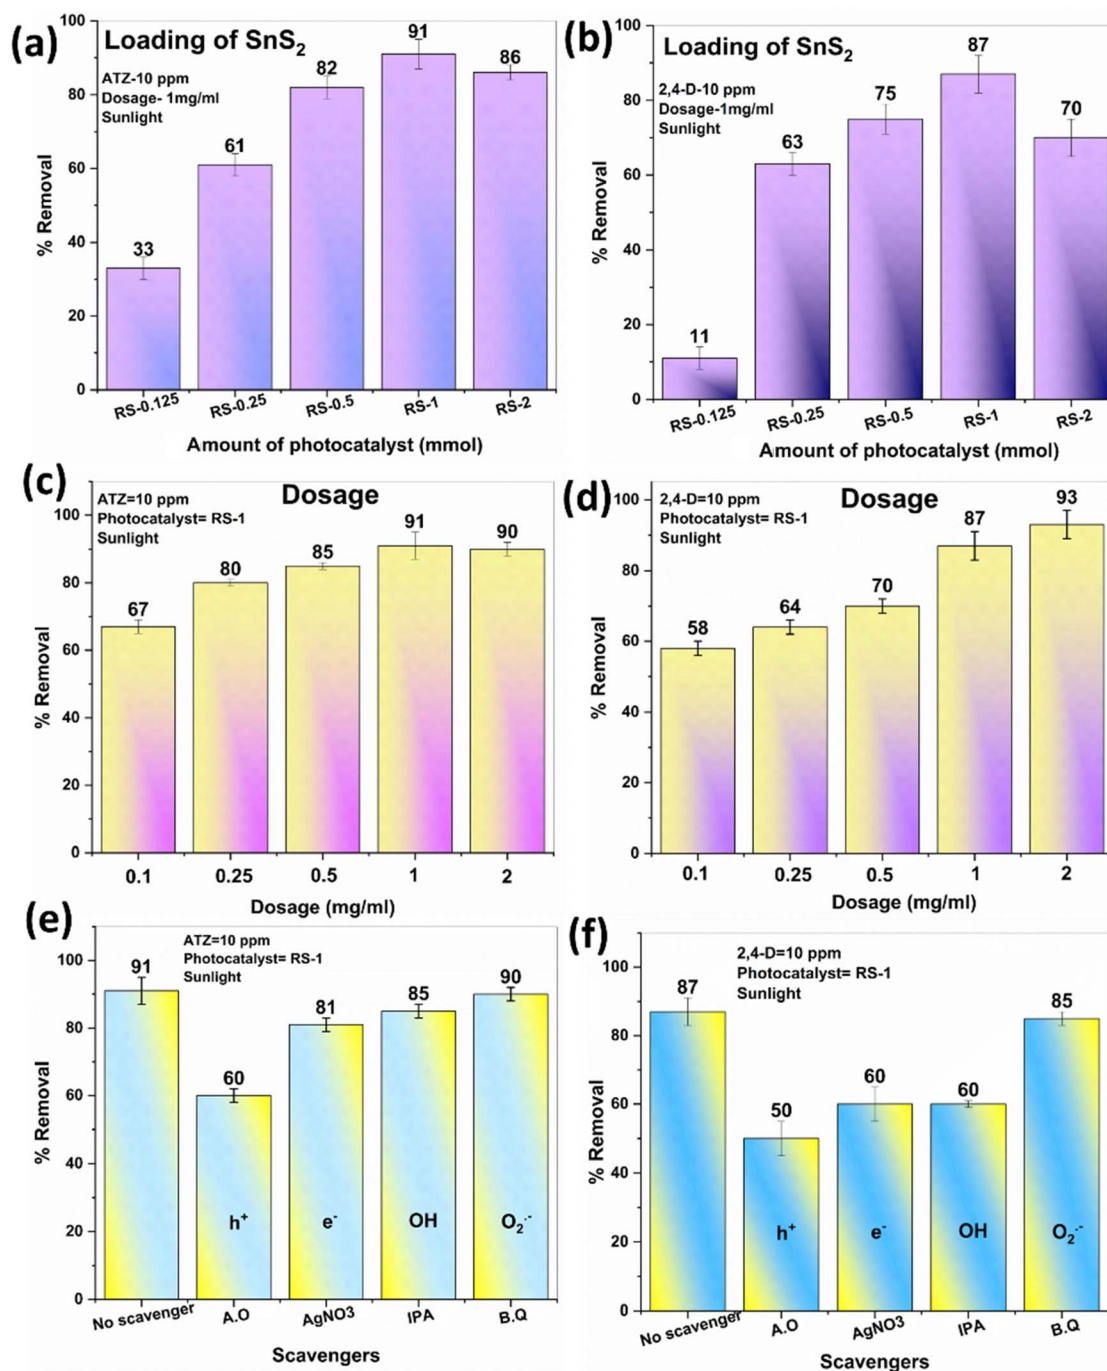 (a)
Loading of SnS₂
ATZ-10 ppm
Dosage- 1mg/ml
Sunlight
% Removal
100
80
60
40
20
0
33
61
82
91
86
RS-0.125
RS-0.25
RS-0.5
RS-1
RS-2
Amount of photocatalyst (mmol)
(b)
Loading of SnS₂
2,4-D-10 ppm
Dosage-1mg/ml
Sunlight
% Removal
80
60
40
20
0
11
63
75
87
70
RS-0.125
RS-0.25
RS-0.5
RS-1
RS-2
Amount of photocatalyst (mmol)
(c)
Dosage
ATZ=10 ppm
Photocatalyst= RS-1
Sunlight
% Removal
100
80
60
40
20
0
67
80
85
91
90
0.1
0.25
0.5
1
2
Dosage (mg/ml)
(d)
Dosage
2,4-D=10 ppm
Photocatalyst= RS-1
Sunlight
% Removal
100
80
60
40
20
0
58
64
70
87
93
0.1
0.25
0.5
1
2
Dosage (mg/ml)
(e)
ATZ=10 ppm
Photocatalyst= RS-1
Sunlight
% Removal
100
80
60
40
20
0
91
60
81
85
90
h⁺
e⁻
OH
O₂˙⁻
No scavenger
A.O
AgNO3
IPA
B.Q
Scavengers
(f)
2,4-D=10 ppm
Photocatalyst= RS-1
Sunlight
% Removal
100
80
60
40
20
0
87
50
60
60
85
h⁺
e⁻
OH
O₂˙⁻
No scavenger
A.O
AgNO3
IPA
B.Q
Scavengers